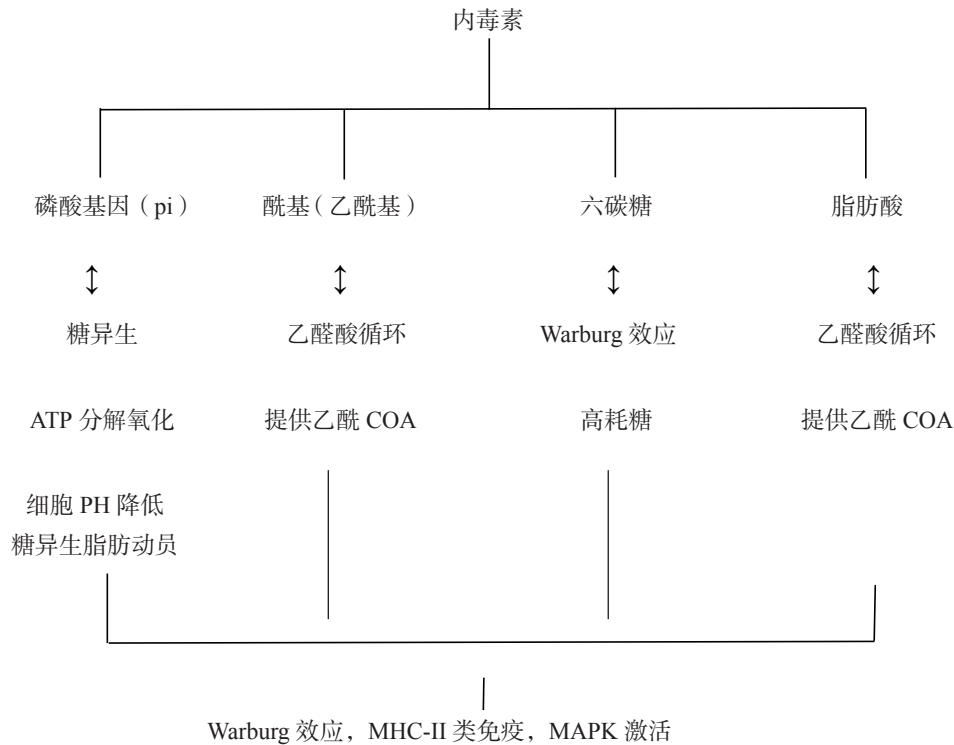 内毒素
磷酸基因（pi） 酰基（乙酰基） 六碳糖 脂肪酸
糖异生 乙醛酸循环 Warburg 效应 乙醛酸循环
ATP 分解氧化 提供乙酰 COA 高耗糖 提供乙酰 COA
细胞 PH 降低
糖异生脂肪动员
Warburg 效应，MHC-II 类免疫，MAPK 激活